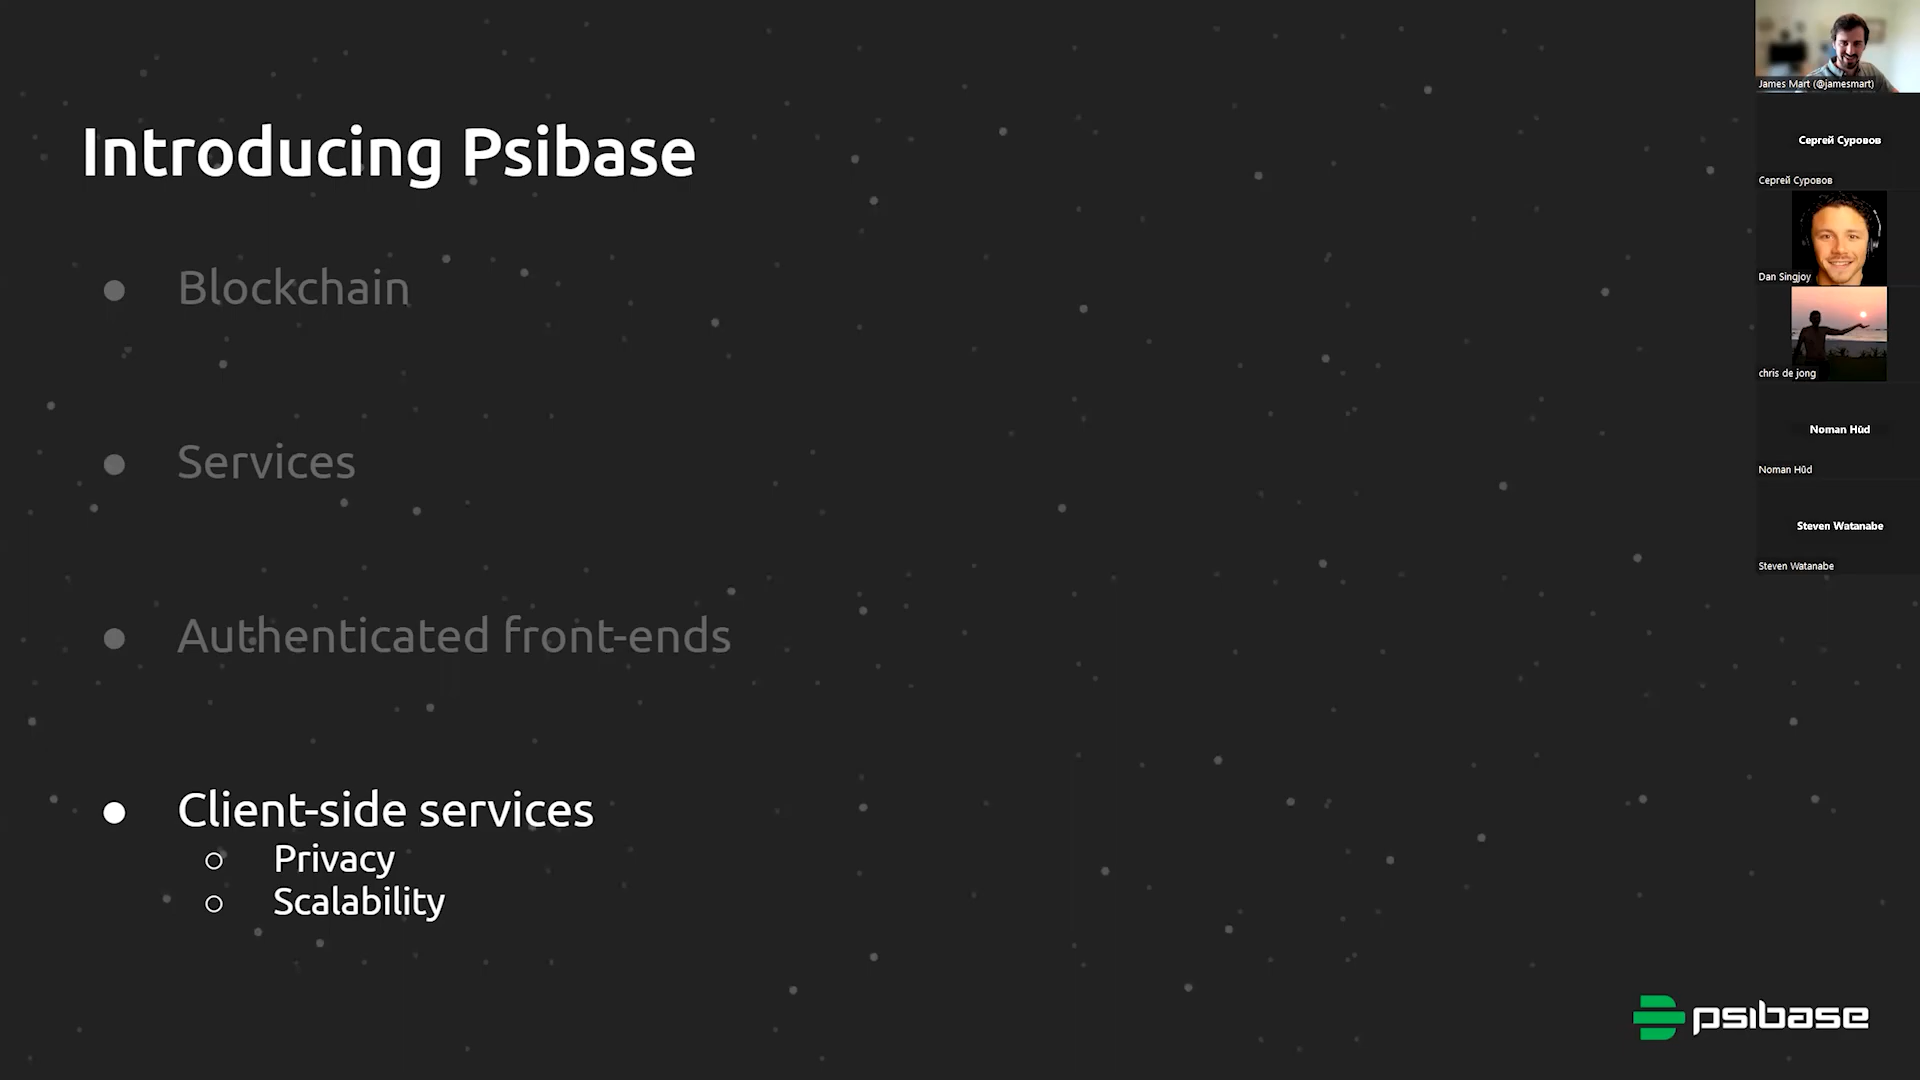 Introducing Psibase
Blockchain
Services
Authenticated front-ends
Client-side services
Privacy
Scalability
psibase
James Mart (@jamesmart)
Сергей Суровов
Сергей Суровов
Dan Singjoy
chris de jong
Noman Hūd
Noman Hūd
Steven Watanabe
Steven Watanabe